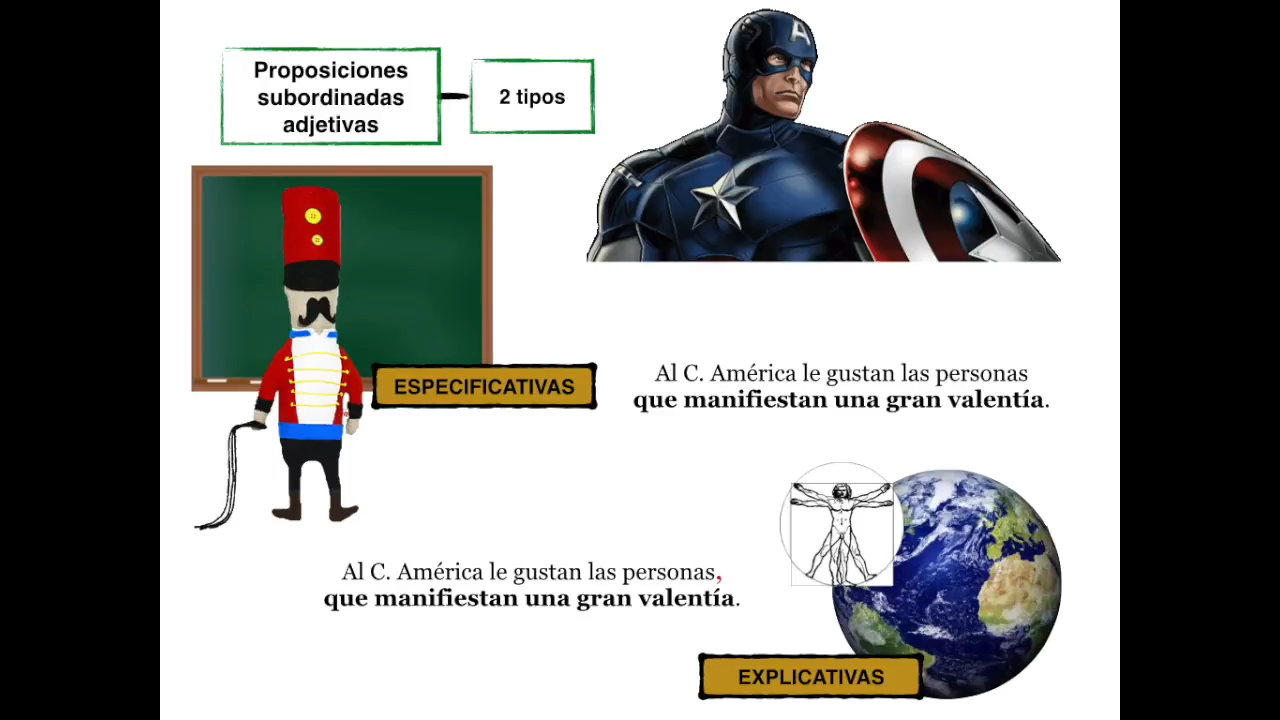 Proposiciones
subordinadas
adjetivas
2 tipos
A
ESPECIFICATIVAS
Al C. América le gustan las personas
que manifiestan una gran valentía.
Al C. América le gustan las personas,
que manifiestan una gran valentía.
EXPLICATIVAS